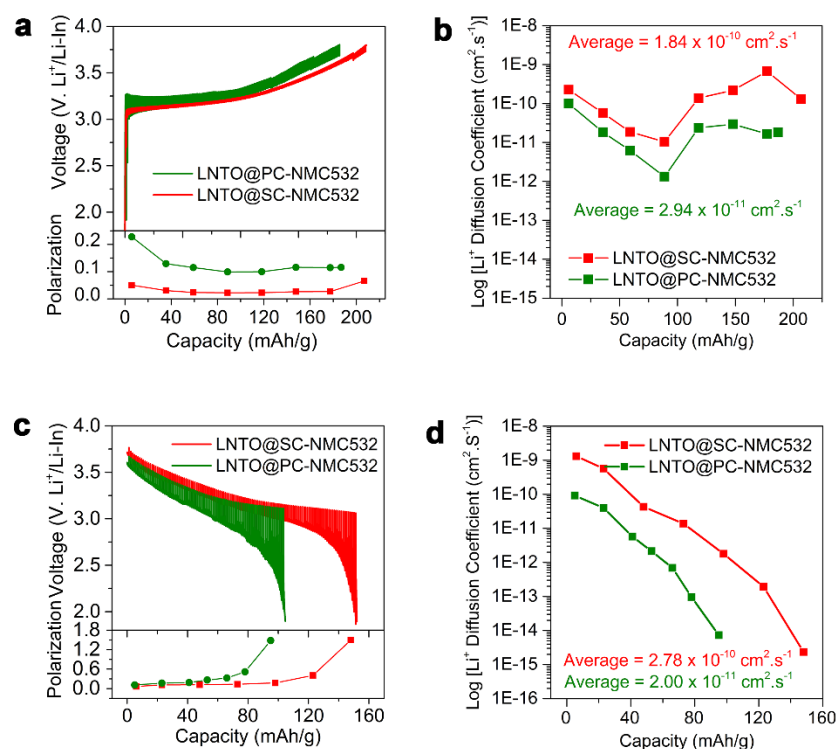 a
Voltage (V. Li⁺/Li-In)
4.0
3.5
3.0
2.5
2.0
LNTO@PC-NMC532
LNTO@SC-NMC532
Polarization
0.2
0.1
0.0
0 40 80 120 160 200
Capacity (mAh/g)
b
Log [Li⁺ Diffusion Coefficient (cm².s⁻¹)]
1E-8
1E-9
1E-10
1E-11
1E-12
1E-13
1E-14
1E-15
Average = 1.84 x 10⁻¹⁰ cm².s⁻¹
Average = 2.94 x 10⁻¹¹ cm².s⁻¹
LNTO@SC-NMC532
LNTO@PC-NMC532
0 50 100 150 200
Capacity (mAh/g)
c
Voltage (V. Li⁺/Li-In)
4.0
3.5
3.0
2.5
2.0
LNTO@SC-NMC532
LNTO@PC-NMC532
Polarization
1.8
1.2
0.6
0.0
0 40 80 120 160
Capacity (mAh/g)
d
Log [Li⁺ Diffusion Coefficient (cm².s⁻¹)]
1E-8
1E-9
1E-10
1E-11
1E-12
1E-13
1E-14
1E-15
LNTO@SC-NMC532
LNTO@PC-NMC532
Average = 2.78 x 10⁻¹⁰ cm².s⁻¹
Average = 2.00 x 10⁻¹¹ cm².s⁻¹
0 40 80 120 160
Capacity (mAh/g)